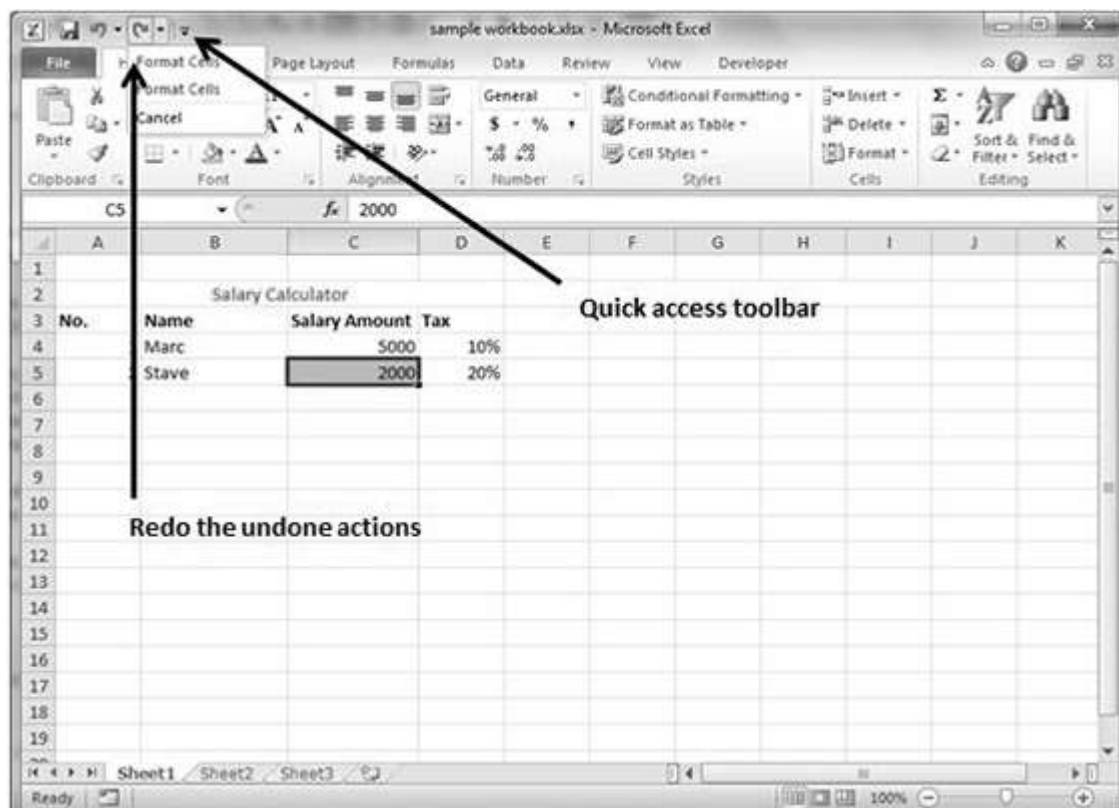 sample workbook.xlsx - Microsoft Excel
File H Page Layout Formulas Data Review View Developer
Format Cells
Format Cells
Cancel
Paste
General
$ % ,
Conditional Formatting
Format as Table
Cell Styles
Insert
Delete
Format
Σ
Sort & Filter
Find & Select
Clipboard Font Alignment Number Styles Cells Editing
C5 fx 2000
A B C D E F G H I J K
1
2 Salary Calculator
3 No. Name Salary Amount Tax
4 Marc 5000 10%
5 Stave 2000 20%
6
7
8
9
10
11
12
13
14
15
16
17
18
19
Quick access toolbar
Redo the undone actions
Sheet1 Sheet2 Sheet3
Ready 100%